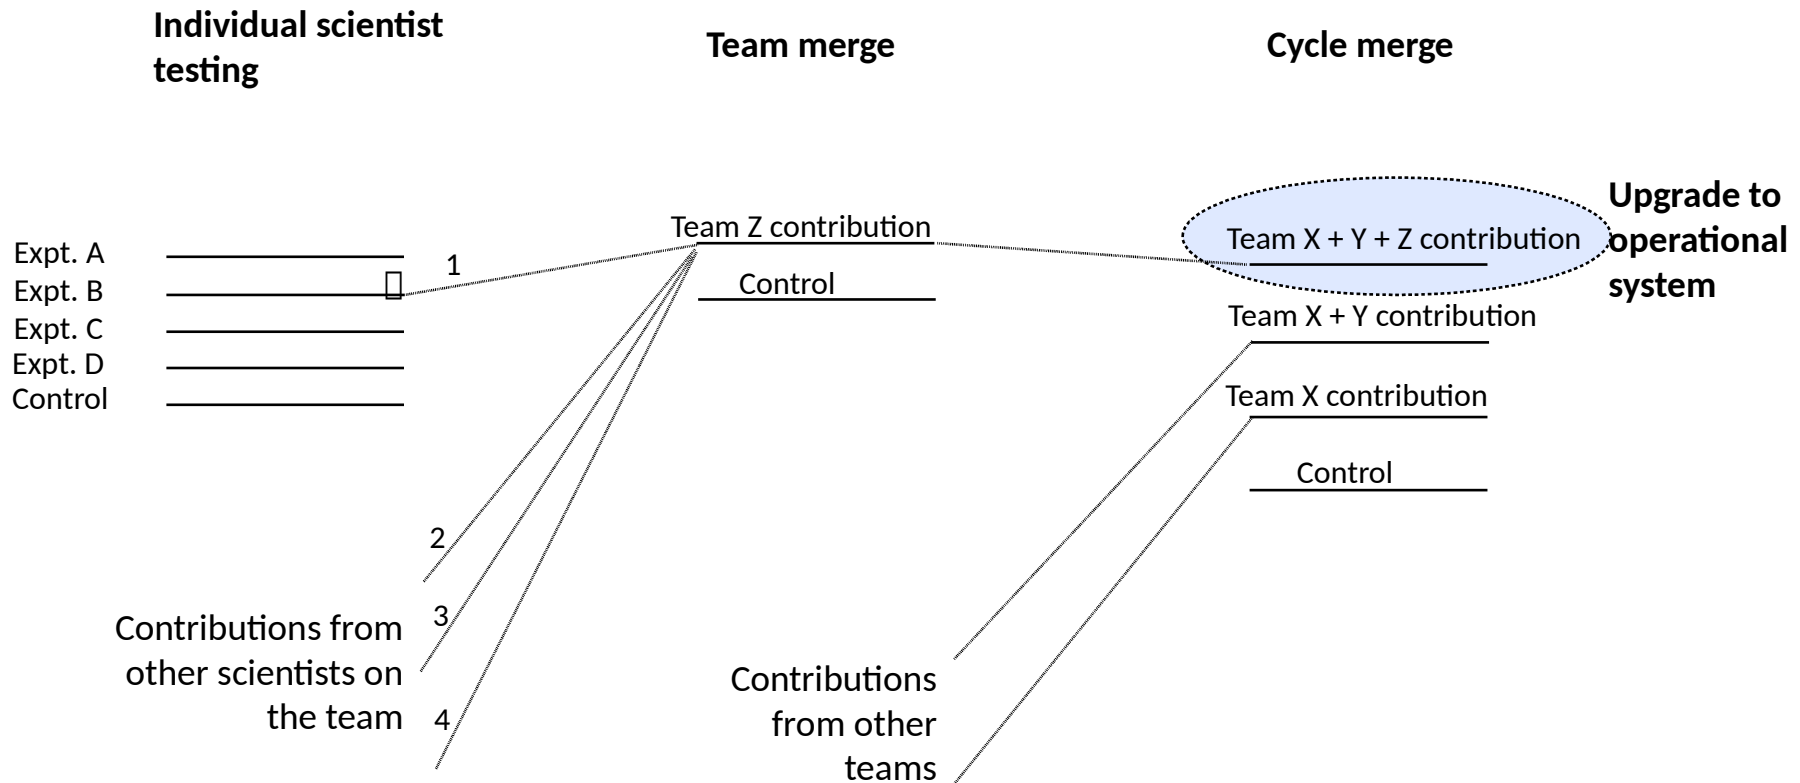 Individual scientist
testing
Team merge
Cycle merge
Expt. A
Expt. B
Expt. C
Expt. D
Control
1
2
3
4
Contributions from
other scientists on
the team
Team Z contribution
Control
Contributions
from other
teams
Team X + Y + Z contribution
Team X + Y contribution
Team X contribution
Control
Upgrade to
operational
system